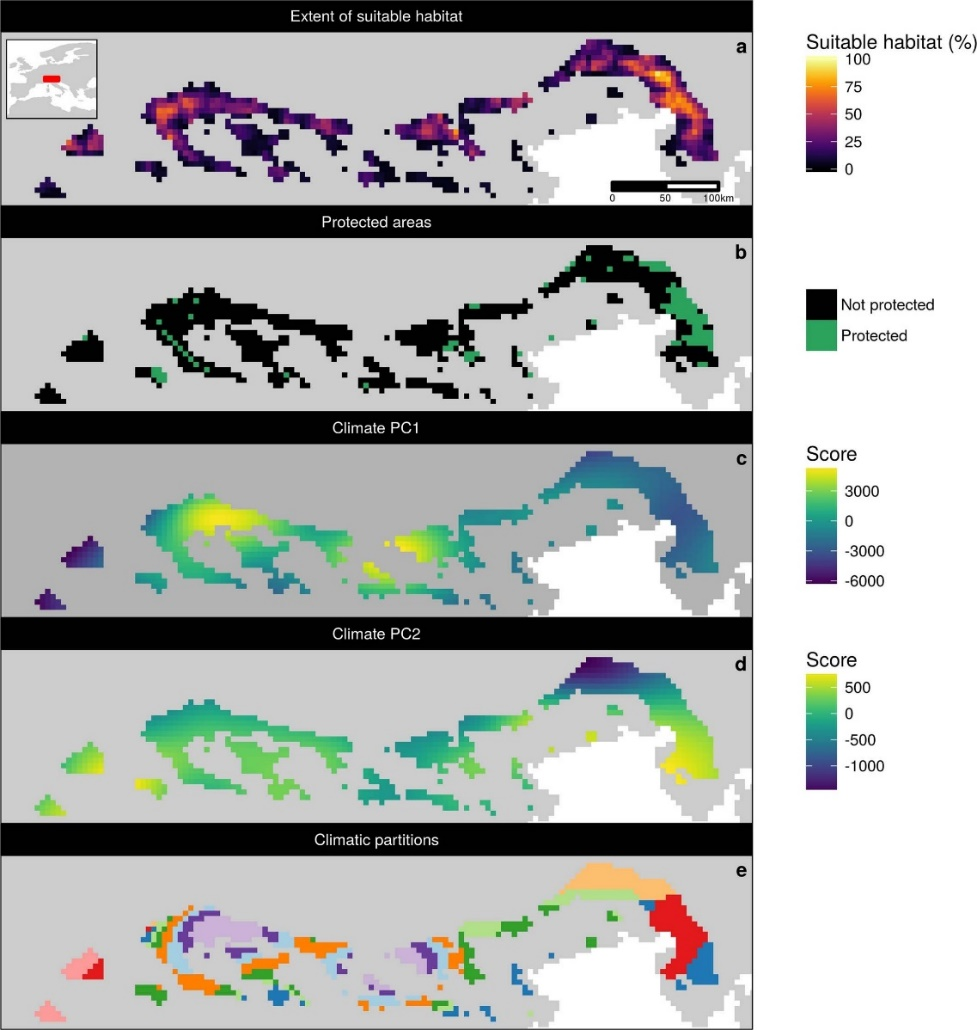 Extent of suitable habitat
a
Suitable habitat (%)
100
75
50
25
0
0 50 100km
Protected areas
b
Not protected
Protected
Climate PC1
c
Score
3000
0
-3000
-6000
Climate PC2
d
Score
500
0
-500
-1000
Climatic partitions
e